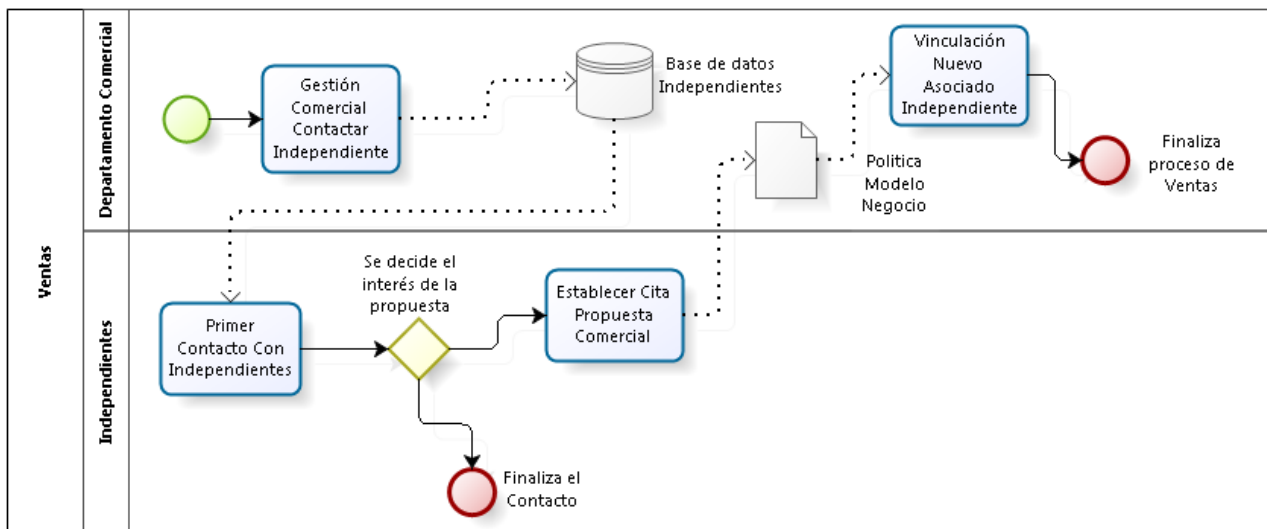 Ventas
Departamento Comercial
Gestión
Comercial
Contactar
Independiente
Base de datos
Independientes
Politica
Modelo
Negocio
Vinculación
Nuevo
Asociado
Independiente
Finaliza
proceso de
Ventas
Independientes
Primer
Contacto Con
Independientes
Se decide el
interés de la
propuesta
Establecer Cita
Propuesta
Comercial
Finaliza el
Contacto